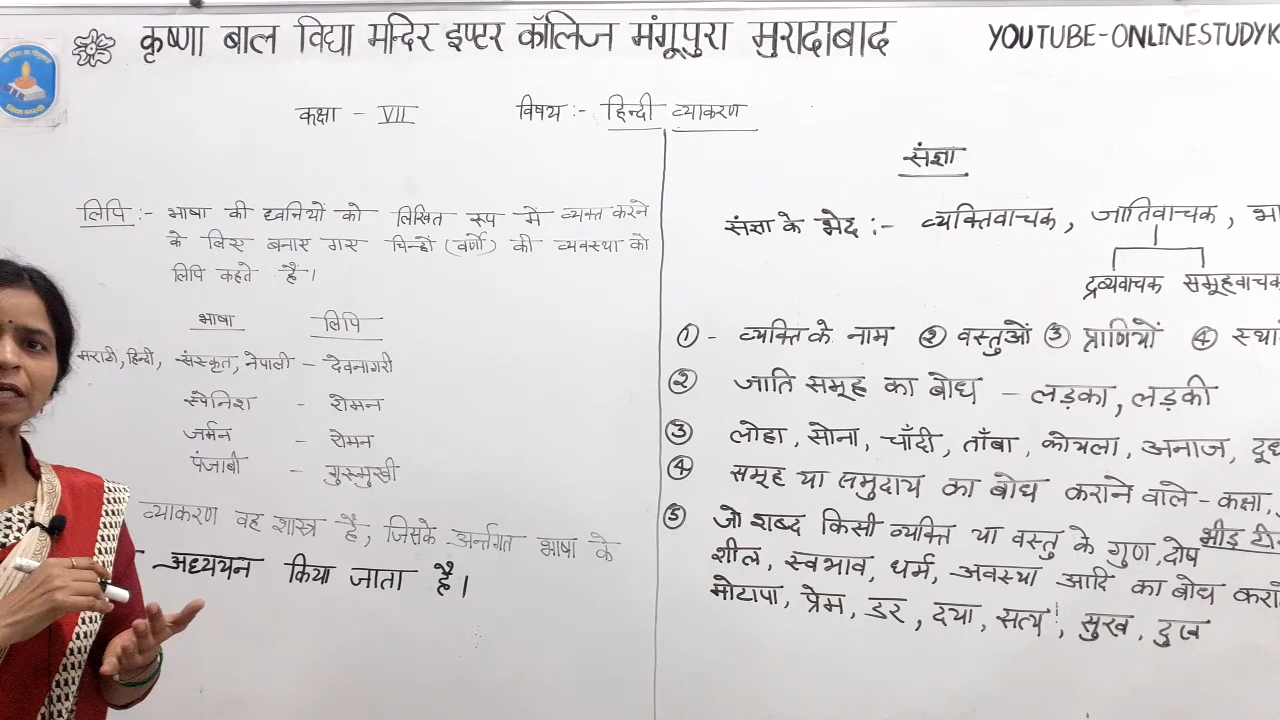 कृष्णा बाल विद्या मन्दिर इण्टर कॉलिज मंगूपुरा मुरादाबाद
YOUTUBE-ONLINESTUDYK
कक्षा - VII
विषय :- हिन्दी व्याकरण
लिपि :- भाषा की ध्वनियों को लिखित रूप में व्यक्त करने
के लिए बनाए गए चिन्हों (वर्णों) की व्यवस्था को
लिपि कहते हैं।
भाषा लिपि
मराठी, हिन्दी, संस्कृत, नेपाली - देवनागरी
स्पेनिश - रोमन
जर्मन - रोमन
पंजाबी - गुरुमुखी
व्याकरण वह शास्त्र है, जिसके अर्न्तगत भाषा के
अध्ययन किया जाता है।
संज्ञा
संज्ञा के भेद :- व्यक्तिवाचक, जातिवाचक, भा
द्रव्यवाचक समूहवाचक
① - व्यक्ति के नाम ② वस्तुओं ③ प्राणियों ④ स्था
② जाति समूह का बोध - लड़का, लड़की
③ लोहा, सोना, चाँदी, ताँबा, कोयला, अनाज, दूध
④ समूह या समुदाय का बोध कराने वाले - कक्षा,
भीड़
⑤ जो शब्द किसी व्यक्ति या वस्तु के गुण, दोष
शील, स्वभाव, धर्म, अवस्था आदि का बोध करा
मोटापा, प्रेम, डर, दया, सत्य, सुख, दुख